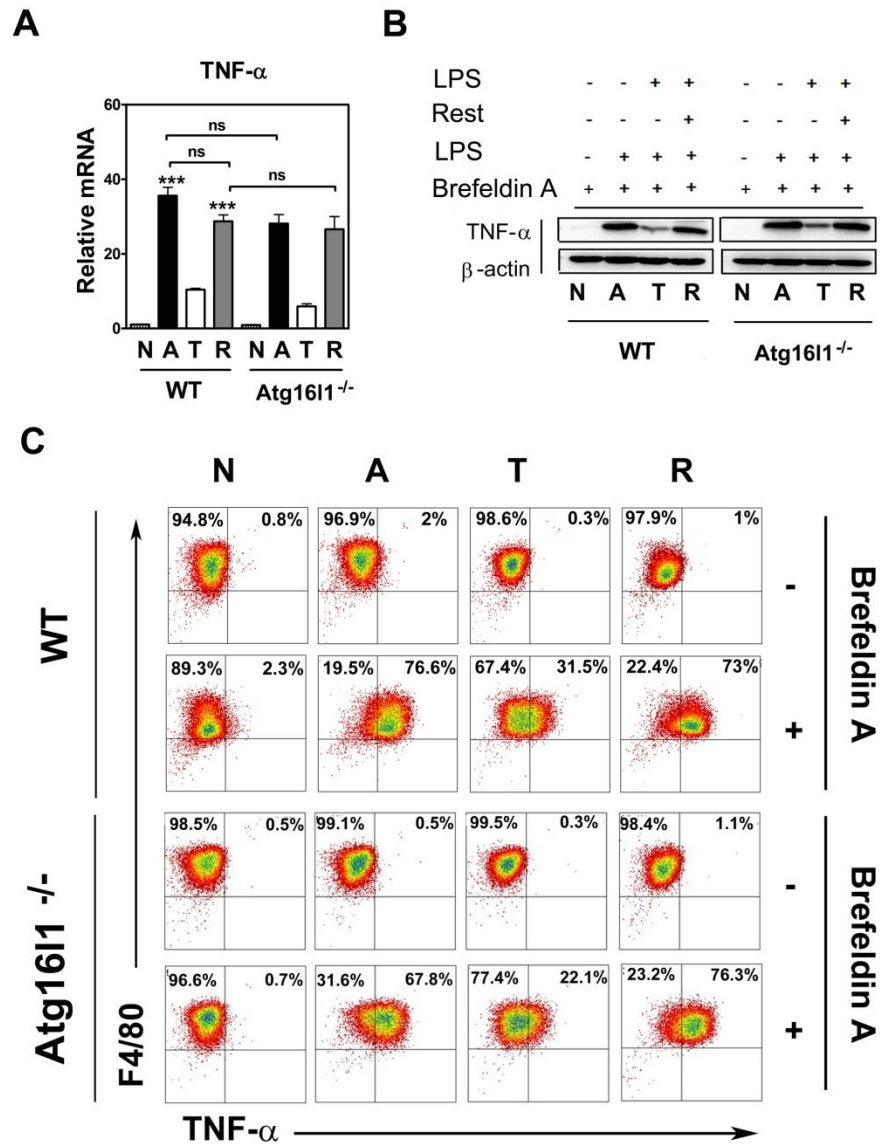 A
TNF-α
Relative mRNA
60
40
20
0
ns
ns
ns
***
***
N A T R N A T R
WT Atg16l1 -/-
B
LPS - - + + - - + +
Rest - - - + - - - +
LPS - + + + - + + +
Brefeldin A + + + + + + + +
TNF-α
β-actin
N A T R N A T R
WT Atg16l1 -/-
C
N A T R
WT
94.8% 0.8% 96.9% 2% 98.6% 0.3% 97.9% 1%
-
89.3% 2.3% 19.5% 76.6% 67.4% 31.5% 22.4% 73%
+
Brefeldin A
Atg16l1 -/-
98.5% 0.5% 99.1% 0.5% 99.5% 0.3% 98.4% 1.1%
-
96.6% 0.7% 31.6% 67.8% 77.4% 22.1% 23.2% 76.3%
+
Brefeldin A
F4/80
TNF-α